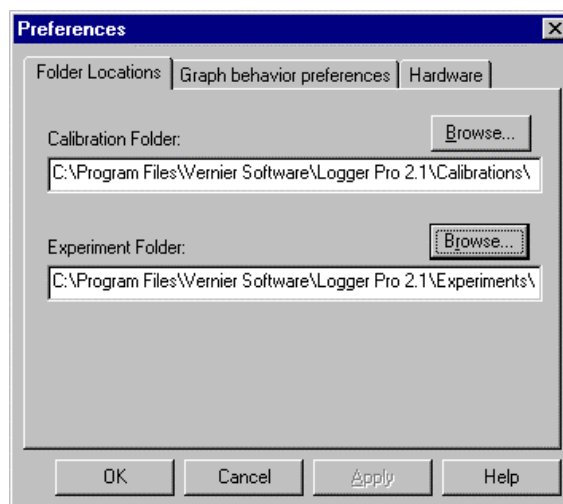 Preferences
Folder Locations Graph behavior preferences Hardware
Browse...
Calibration Folder:
C:\Program Files\Vernier Software\Logger Pro 2.1\Calibrations\
Browse...
Experiment Folder:
C:\Program Files\Vernier Software\Logger Pro 2.1\Experiments\
OK Cancel Apply Help